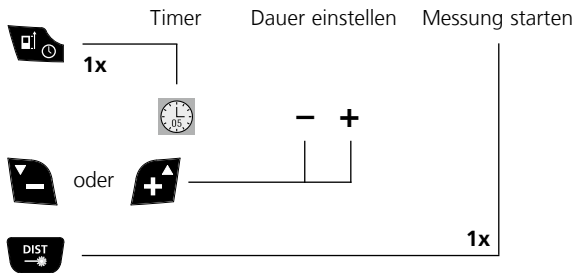 Timer Dauer einstellen Messung starten
1x
05
− +
− oder +
1x
DIST